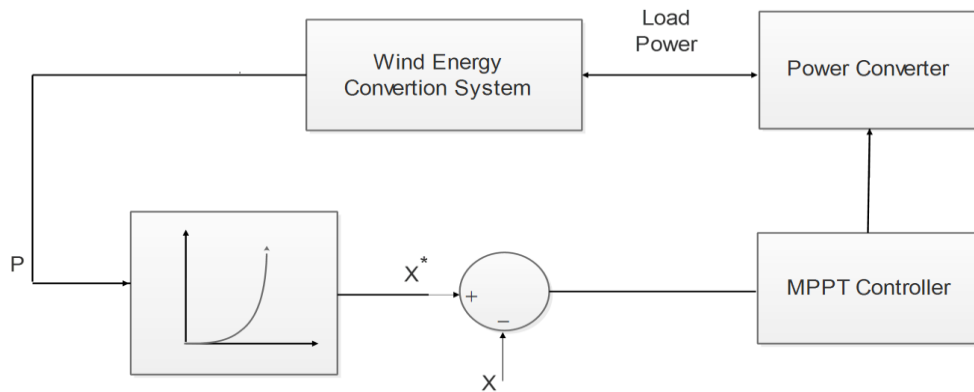 Load
Power
Wind Energy
Convertion System
Power Converter
P
X*
+
−
MPPT Controller
X